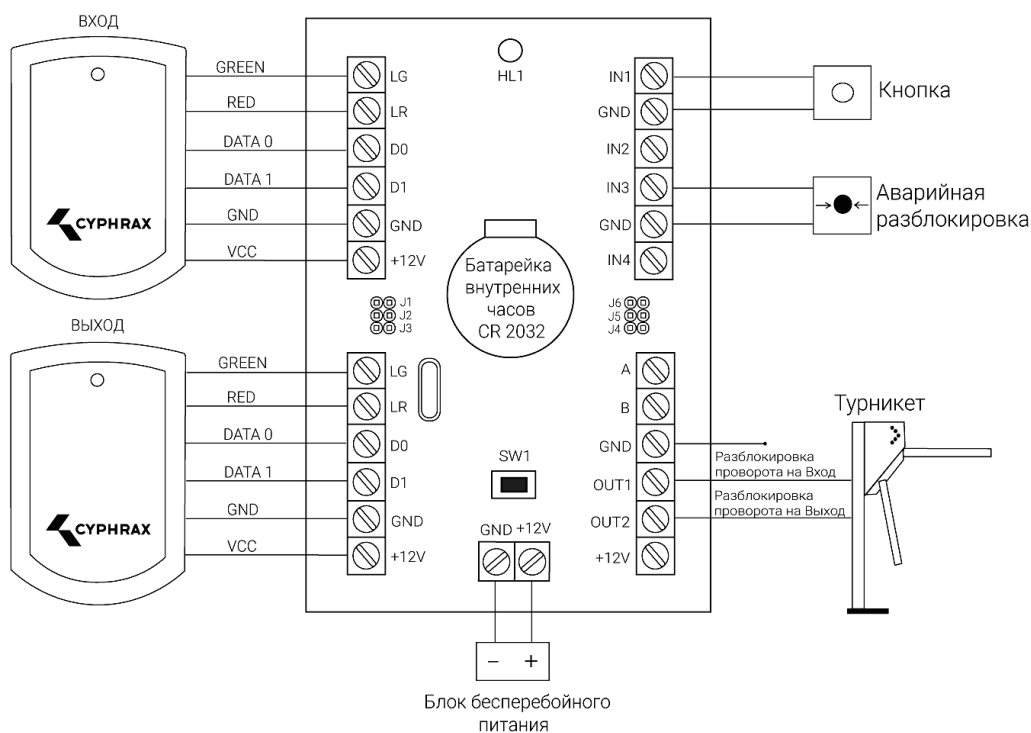 ВХОД
GREEN
RED
DATA 0
DATA 1
GND
VCC
CYPHRAX
LG
LR
D0
D1
GND
+12V
J1
J2
J3
ВЫХОД
GREEN
RED
DATA 0
DATA 1
GND
VCC
CYPHRAX
LG
LR
D0
D1
GND
+12V
HL1
Батарейка
внутренних
часов
CR 2032
SW1
GND +12V
– +
Блок бесперебойного
питания
IN1
GND
IN2
IN3
GND
IN4
Кнопка
Аварийная
разблокировка
J6
J5
J4
A
B
GND
OUT1
OUT2
+12V
Турникет
Разблокировка
проворота на Вход
Разблокировка
проворота на Выход